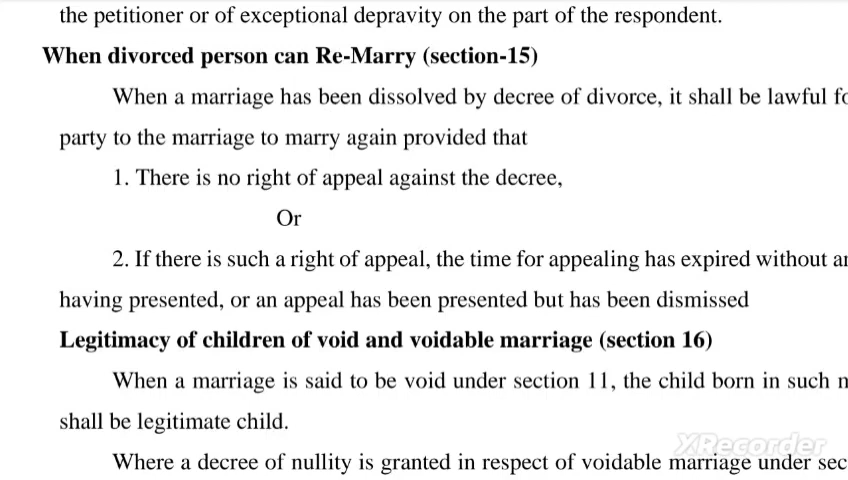 the petitioner or of exceptional depravity on the part of the respondent.
When divorced person can Re-Marry (section-15)
When a marriage has been dissolved by decree of divorce, it shall be lawful
party to the marriage to marry again provided that
1. There is no right of appeal against the decree,
Or
2. If there is such a right of appeal, the time for appealing has expired without
having presented, or an appeal has been presented but has been dismissed
Legitimacy of children of void and voidable marriage (section 16)
When a marriage is said to be void under section 11, the child born in such
shall be legitimate child.
XRecorder
Where a decree of nullity is granted in respect of voidable marriage under